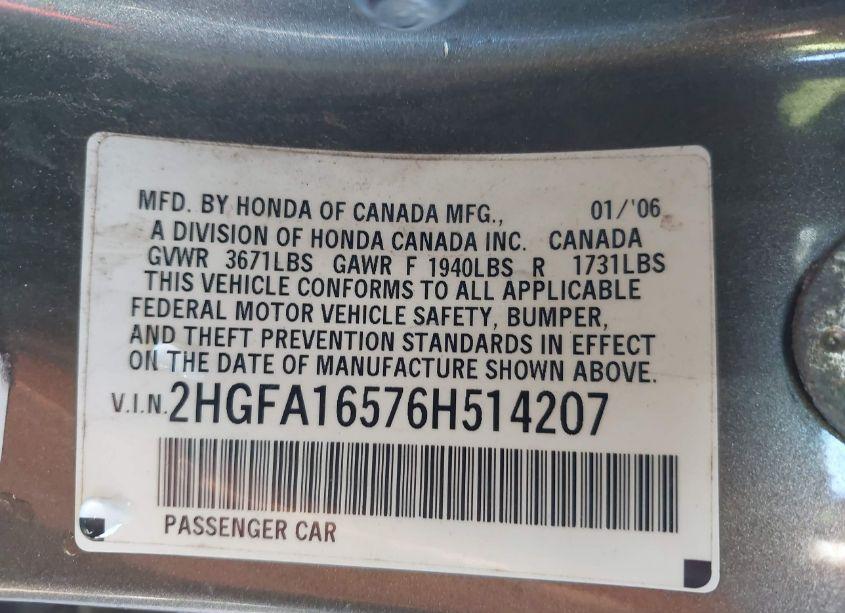 MFD. BY HONDA OF CANADA MFG., 01/'06
A DIVISION OF HONDA CANADA INC. CANADA
GVWR 3671LBS GAWR F 1940LBS R 1731LBS
THIS VEHICLE CONFORMS TO ALL APPLICABLE
FEDERAL MOTOR VEHICLE SAFETY, BUMPER,
AND THEFT PREVENTION STANDARDS IN EFFECT
ON THE DATE OF MANUFACTURE SHOWN ABOVE.
V.I.N. 2HGFA16576H514207
PASSENGER CAR